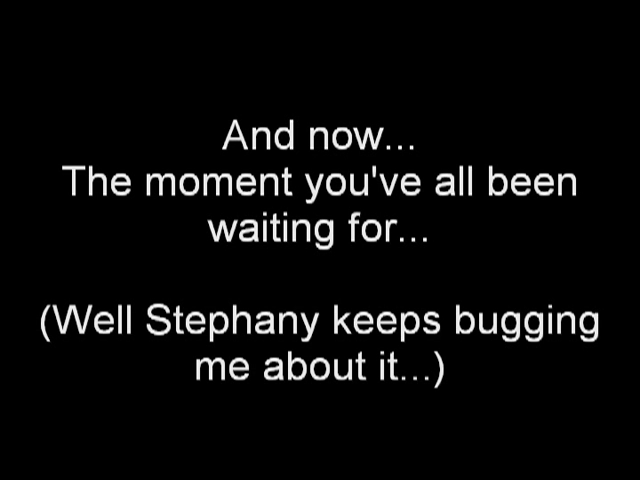 And now...
The moment you've all been
waiting for...
(Well Stephany keeps bugging
me about it...)